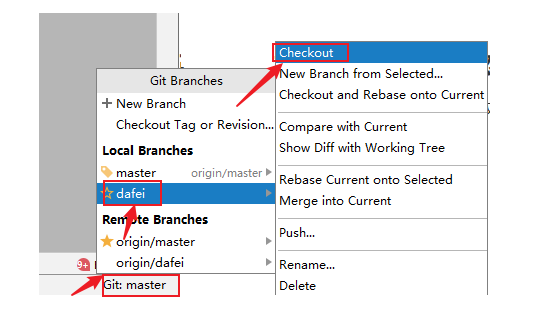 Git Branches
+ New Branch
Checkout Tag or Revision...
Local Branches
master origin/master
dafei
Remote Branches
origin/master
origin/dafei
9+
Git: master
Checkout
New Branch from Selected...
Checkout and Rebase onto Current
Compare with Current
Show Diff with Working Tree
Rebase Current onto Selected
Merge into Current
Push...
Rename...
Delete